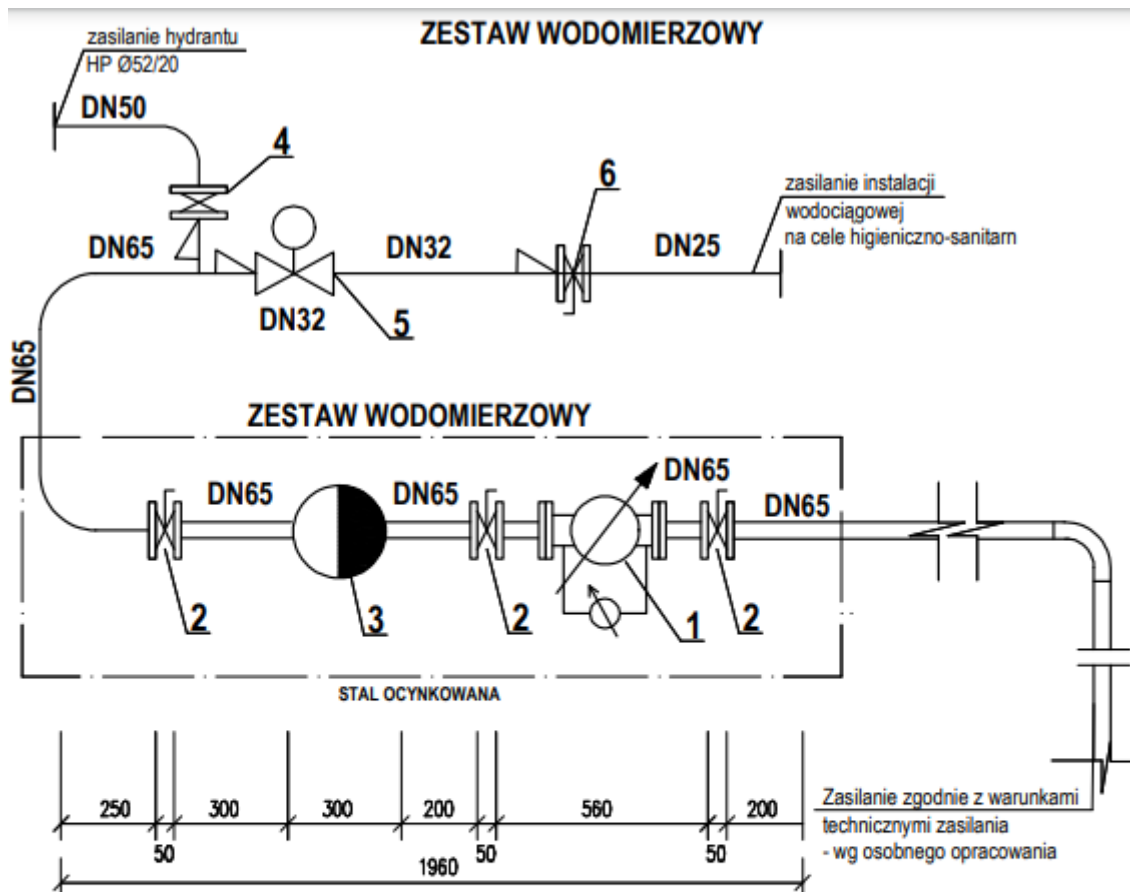 ZESTAW WODOMIERZOWY
zasilanie hydrantu
HP Ø52/20
DN50
4
6
zasilanie instalacji
wodociągowej
na cele higieniczno-sanitarn
DN65
DN32
DN25
DN32
5
DN65
ZESTAW WODOMIERZOWY
DN65
DN65
DN65
DN65
2
3
2
1
2
STAL OCYNKOWANA
250
300
300
200
560
200
50
50
50
1960
Zasilanie zgodnie z warunkami
technicznymi zasilania
- wg osobnego opracowania